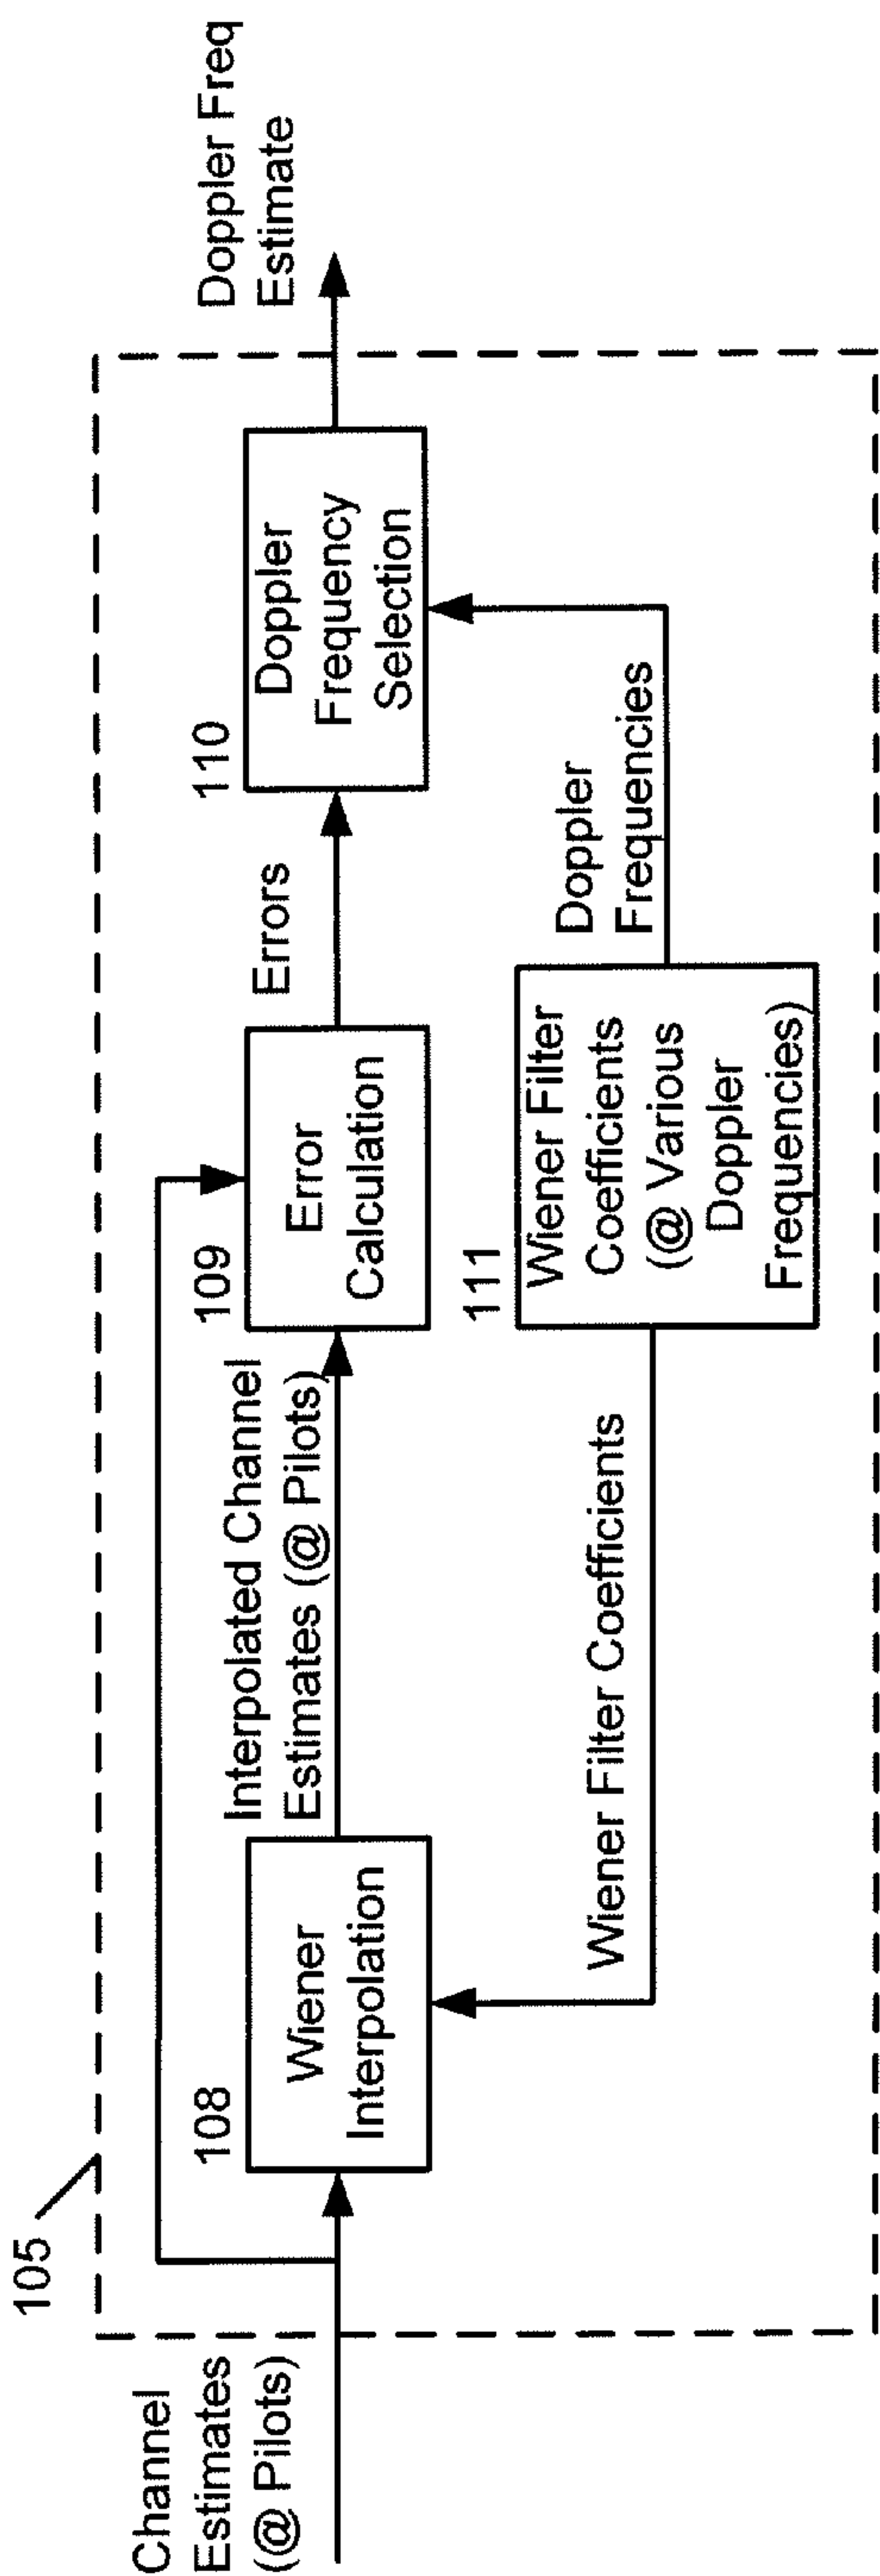 105
Channel
Estimates
(@ Pilots)
108
Wiener
Interpolation
Interpolated Channel
Estimates (@ Pilots)
109
Error
Calculation
Errors
110
Doppler
Frequency
Selection
Doppler Freq
Estimate
Wiener Filter Coefficients
111
Wiener Filter
Coefficients
(@ Various
Doppler
Frequencies)
Doppler
Frequencies